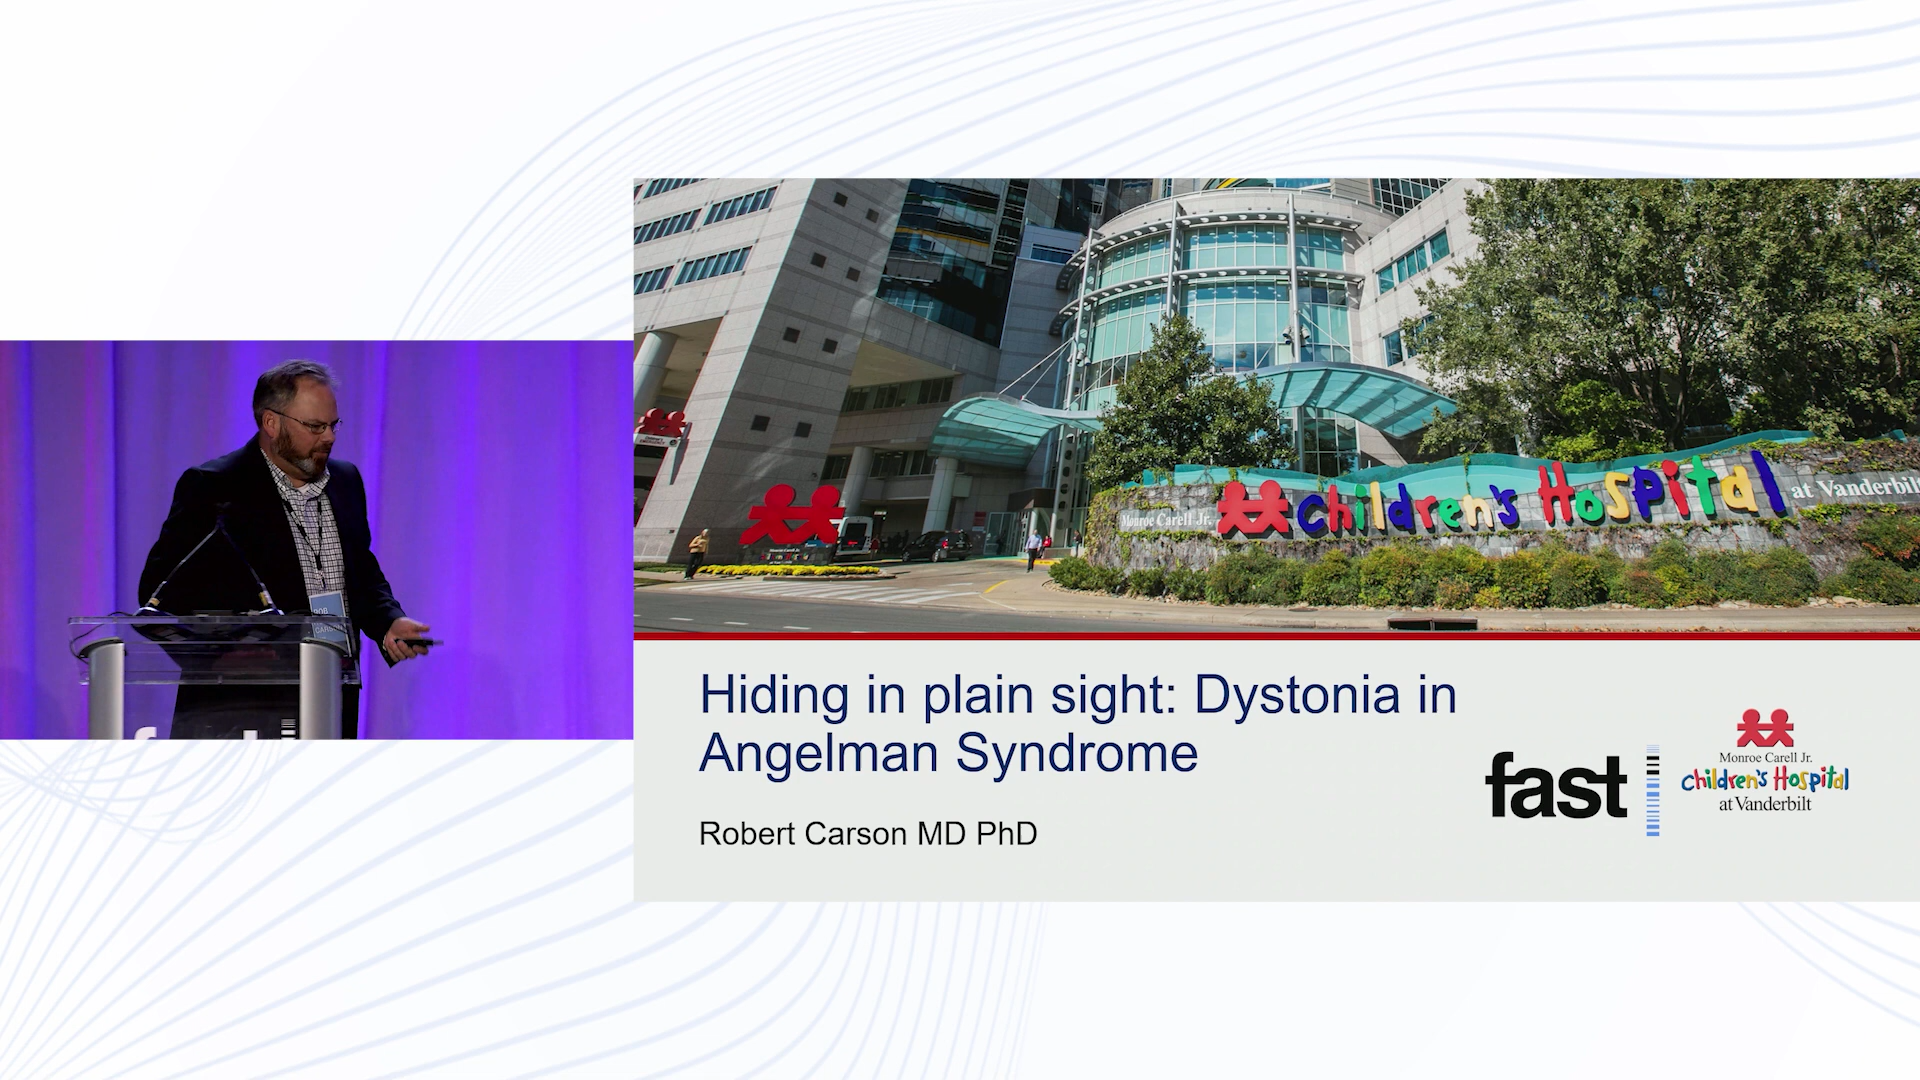 Monroe Carell Jr.
Children's Hospital
at Vanderbilt
Hiding in plain sight: Dystonia in
Angelman Syndrome
Robert Carson MD PhD
fast
Monroe Carell Jr.
Children's Hospital
at Vanderbilt
ROB